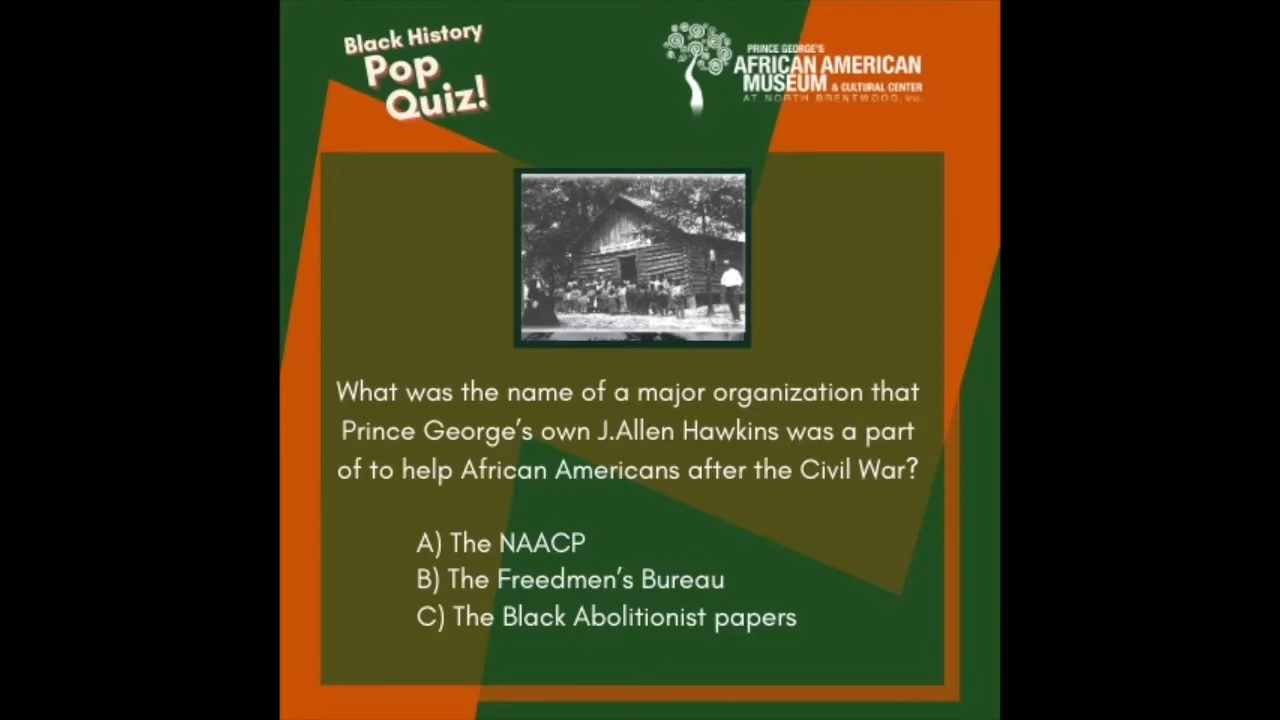 Black History
Pop
Quiz!
PRINCE GEORGE'S
AFRICAN AMERICAN
MUSEUM & CULTURAL CENTER
AT NORTH BRENTWOOD, Inc.
What was the name of a major organization that
Prince George's own J.Allen Hawkins was a part
of to help African Americans after the Civil War?
A) The NAACP
B) The Freedmen's Bureau
C) The Black Abolitionist papers